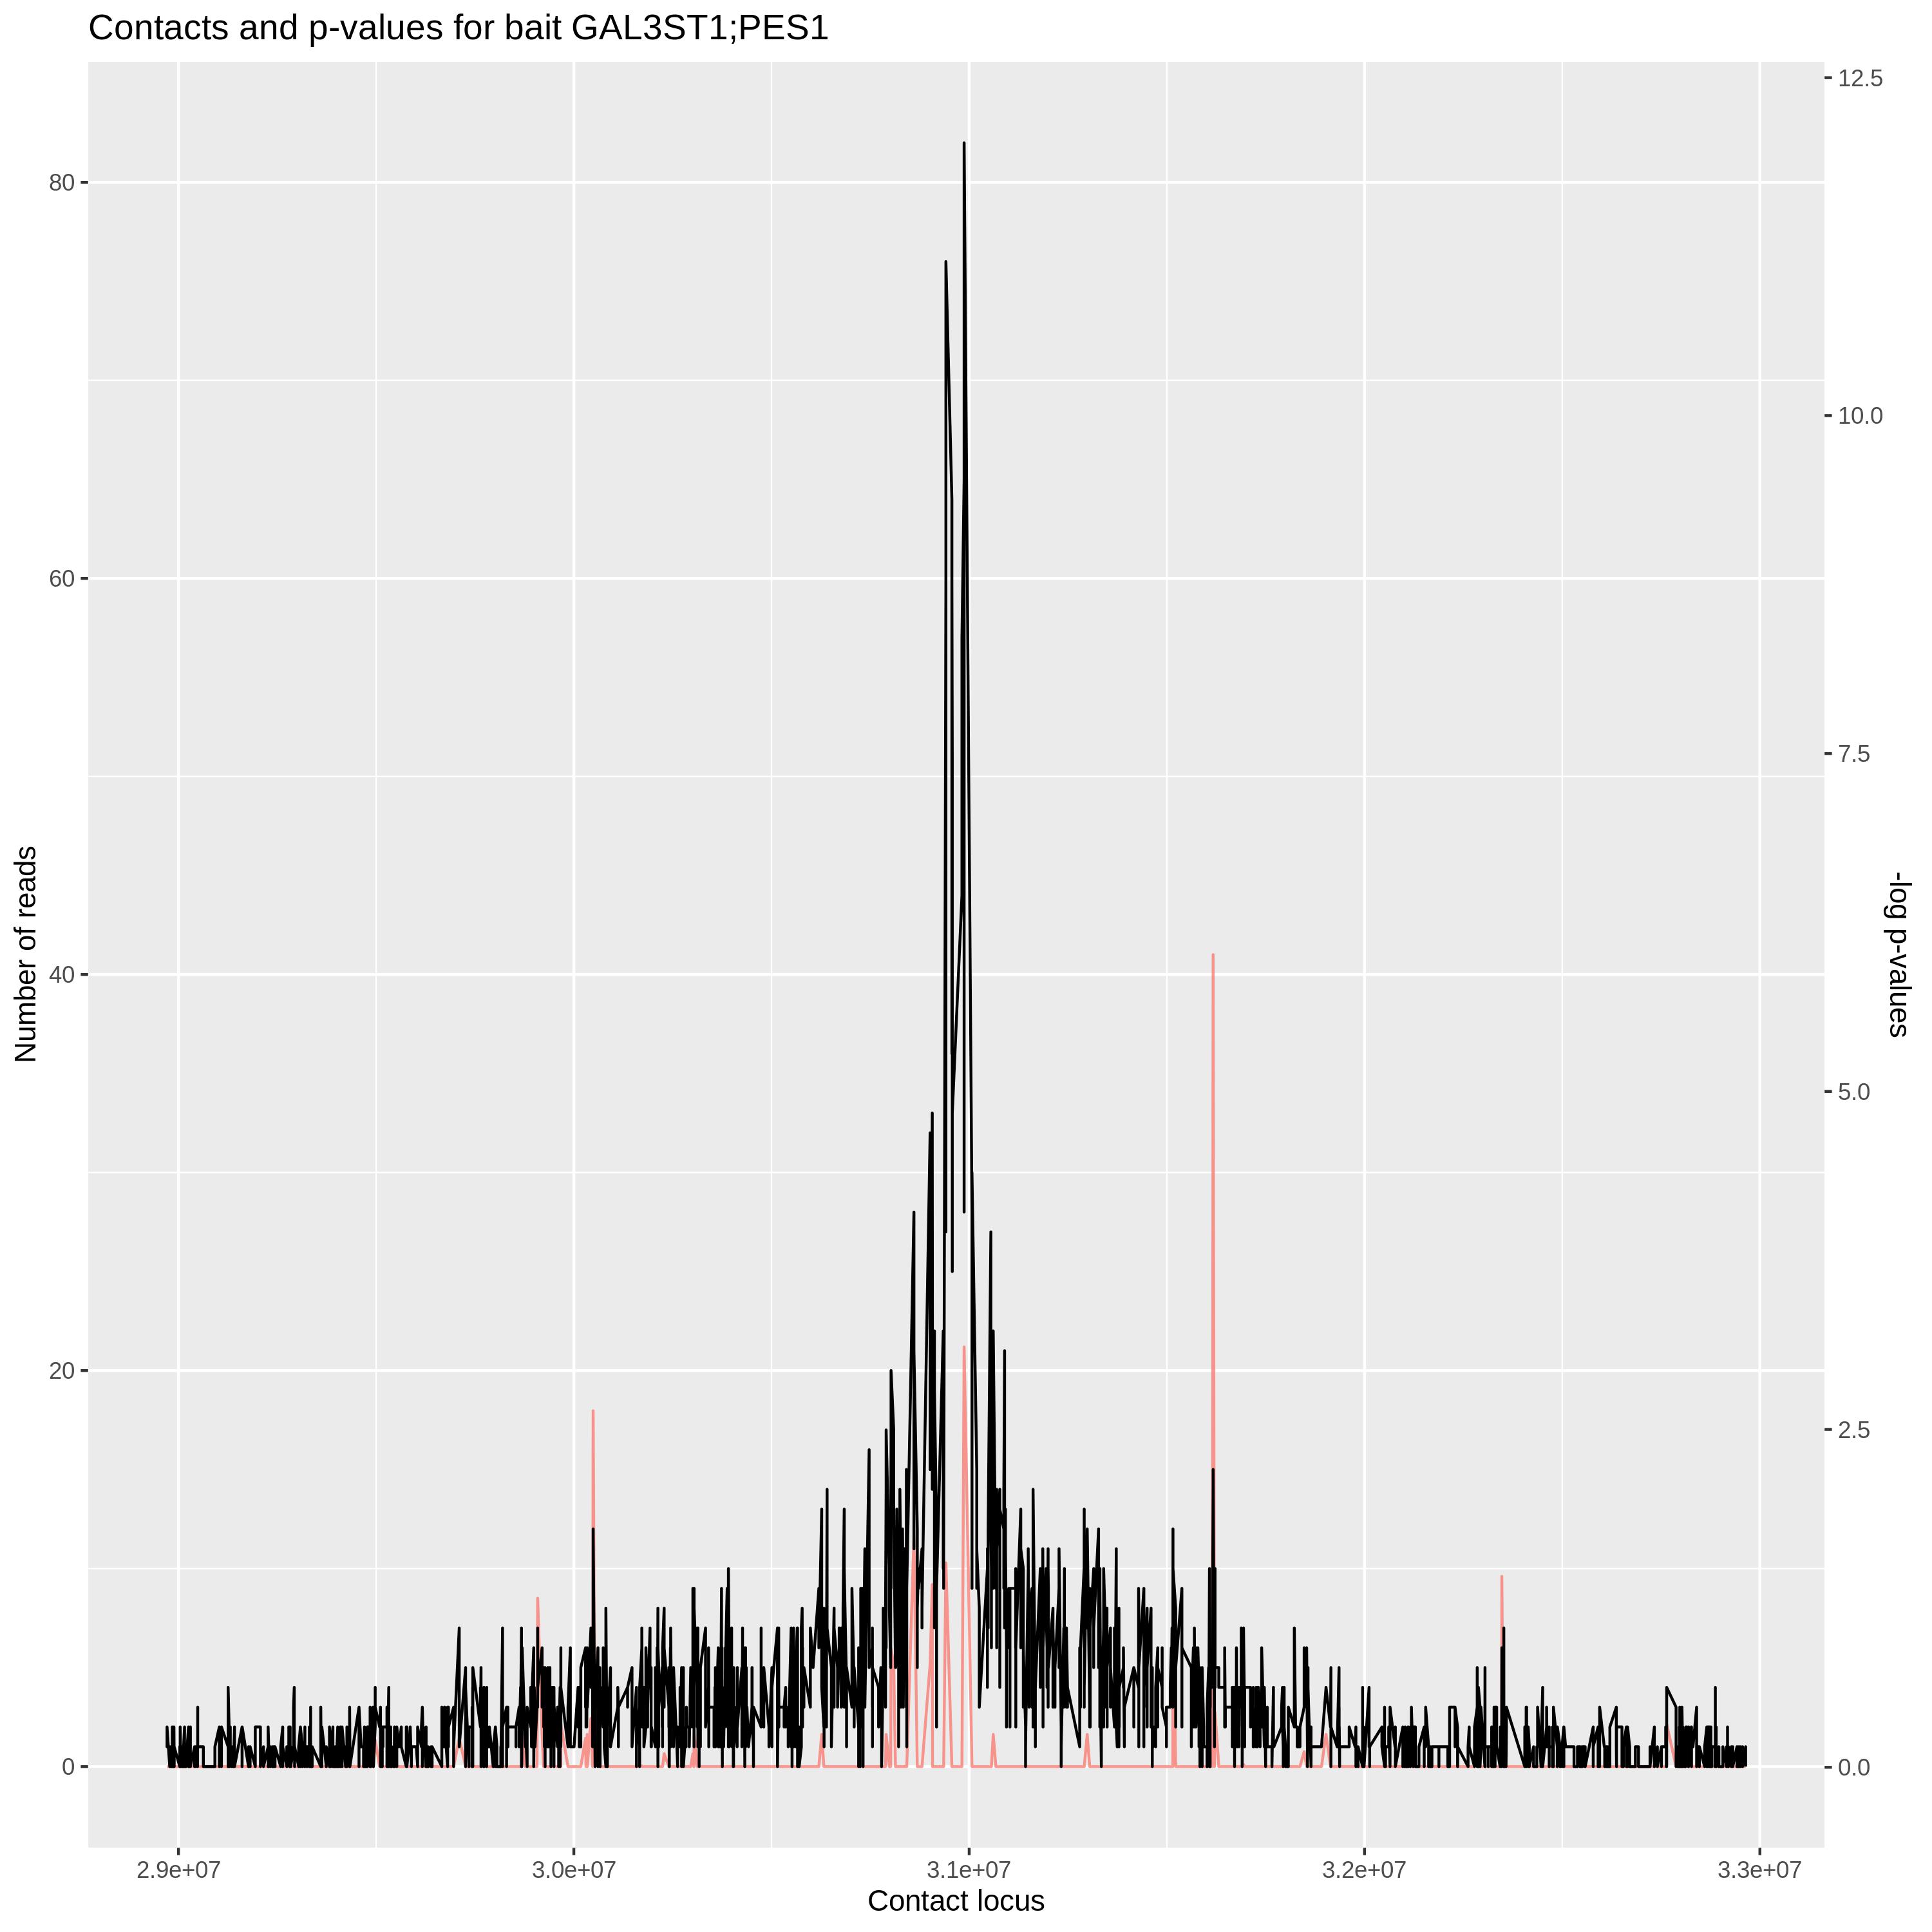 Contacts and p-values for bait GAL3ST1;PES1
12.5
10.0
7.5
5.0
2.5
0.0
80
60
40
20
0
Number of reads
-log p-values
2.9e+07 3.0e+07 3.1e+07 3.2e+07 3.3e+07
Contact locus